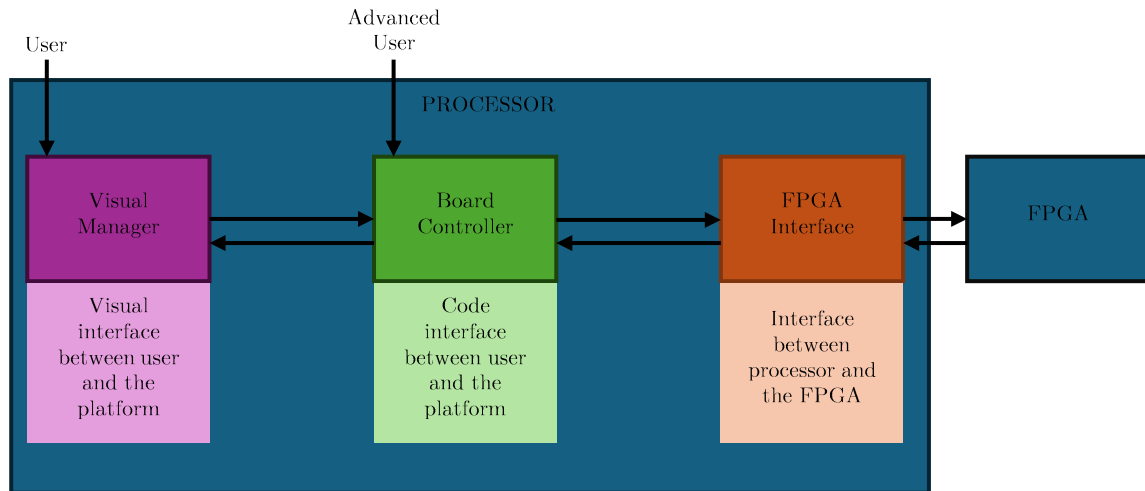 User
Advanced
User
PROCESSOR
Visual
Manager
Board
Controller
FPGA
Interface
FPGA
Visual
interface
between user
and the
platform
Code
interface
between user
and the
platform
Interface
between
processor and
the FPGA